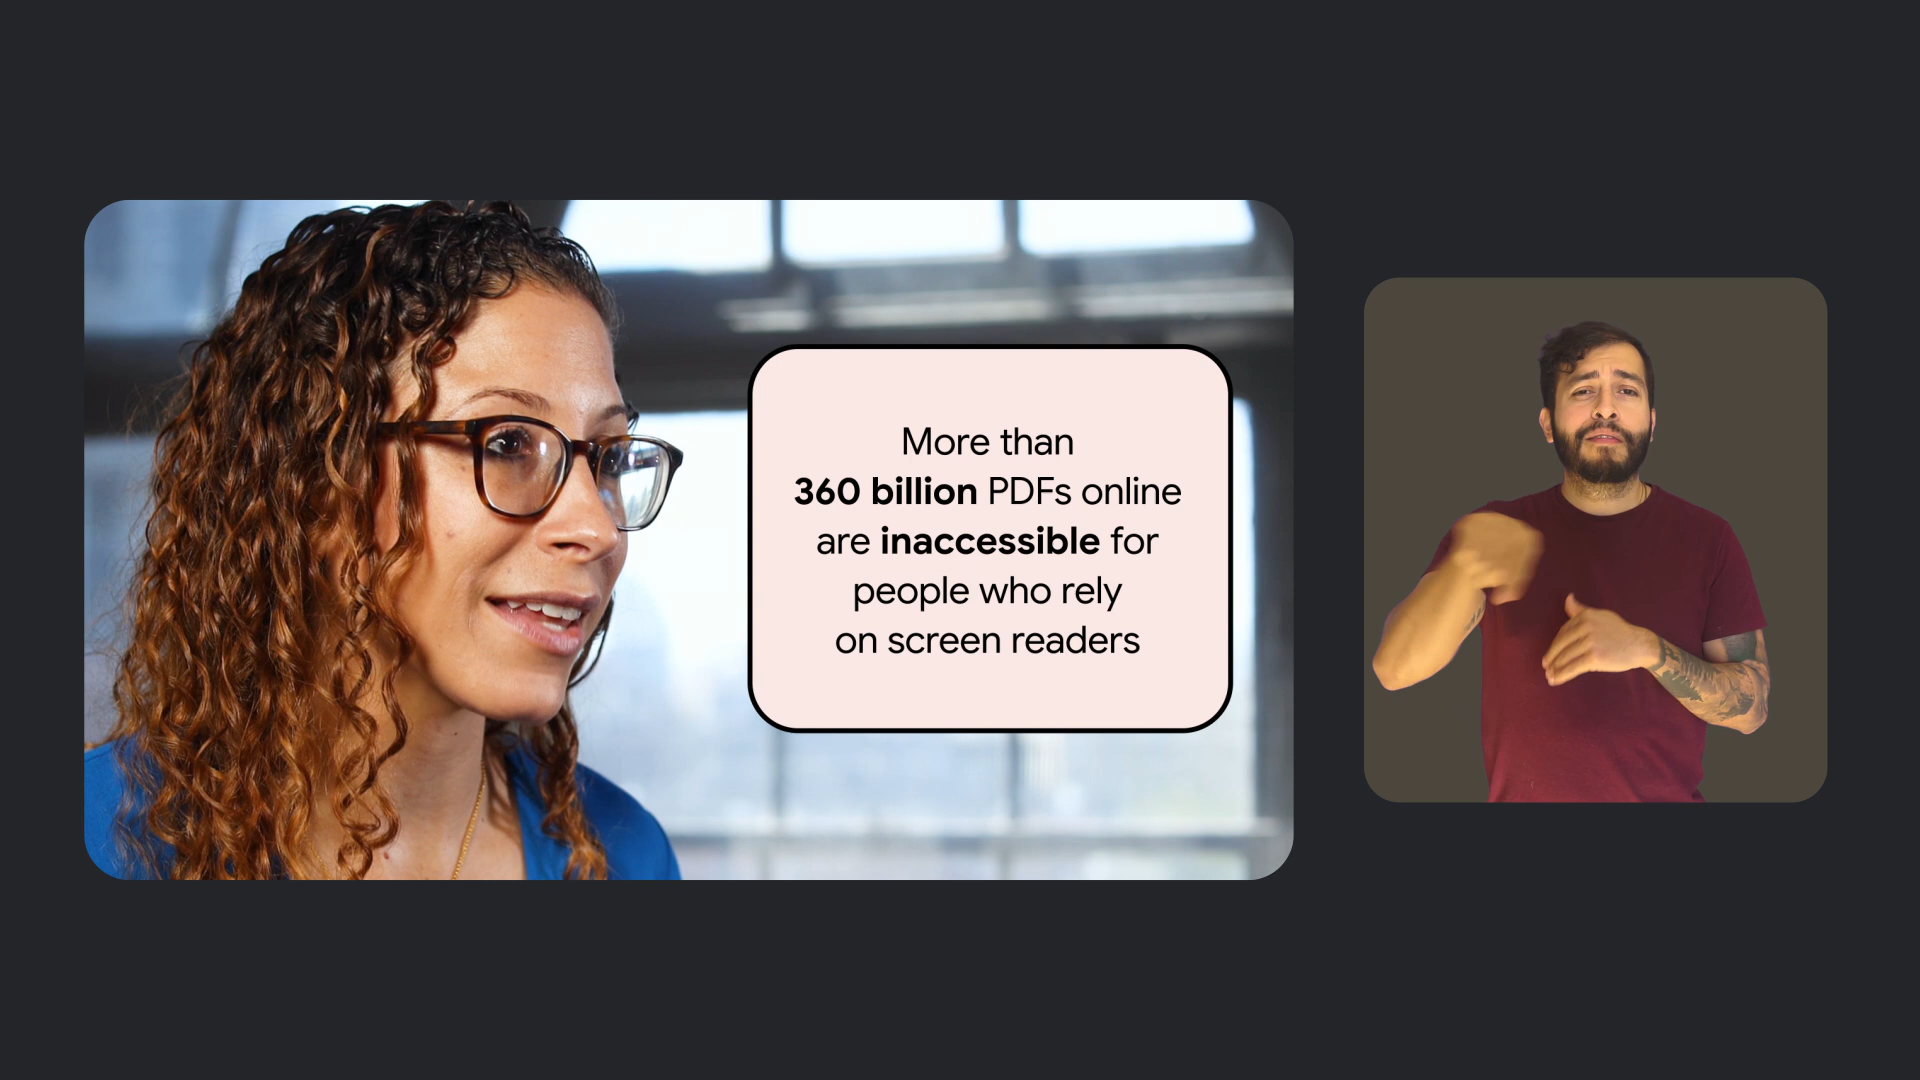 More than
360 billion PDFs online
are inaccessible for
people who rely
on screen readers